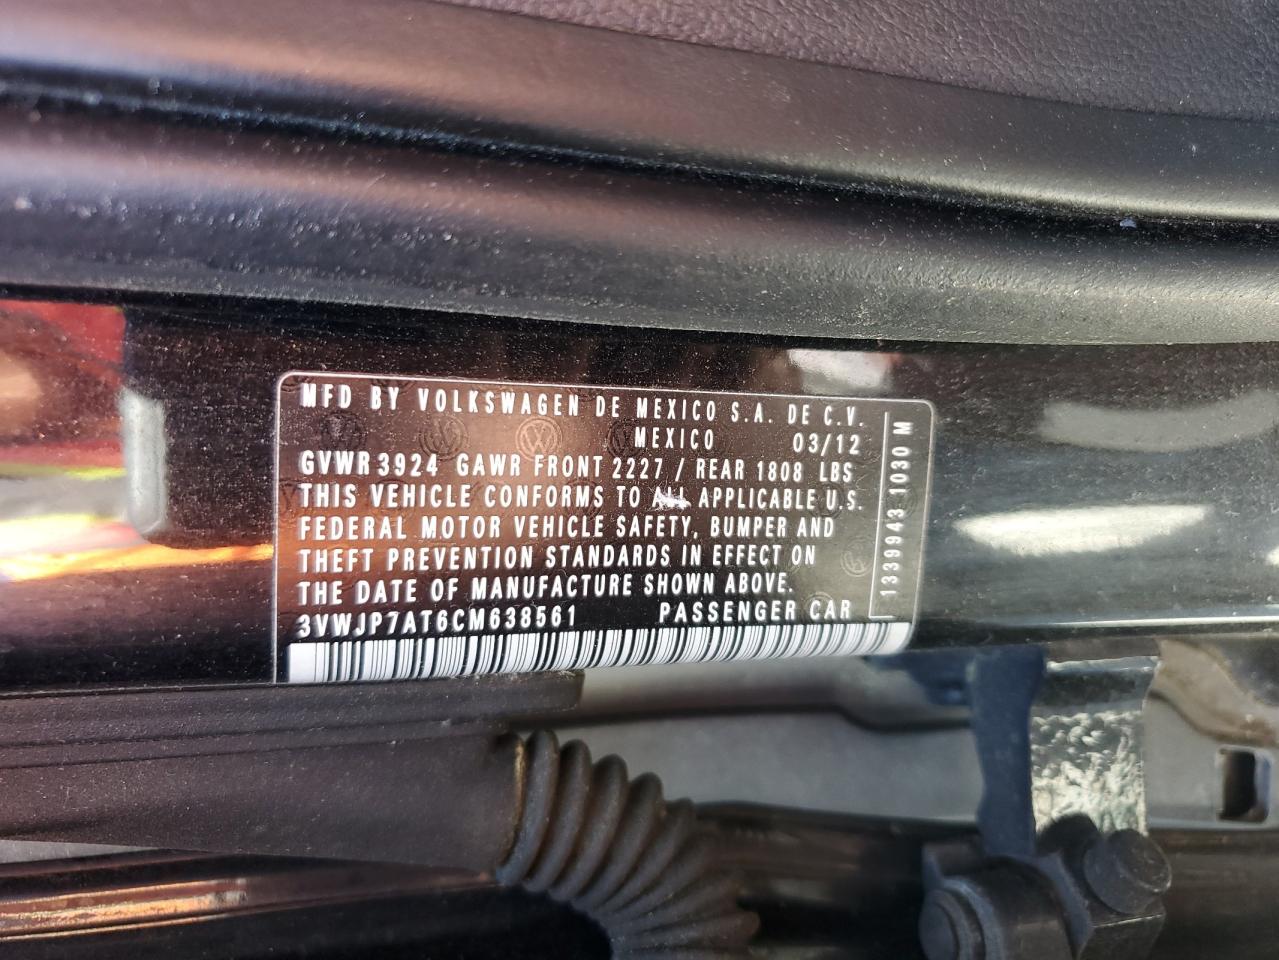 MFD BY VOLKSWAGEN DE MEXICO S.A. DE C.V.
MEXICO 03/12
GVWR 3924 GAWR FRONT 2227 / REAR 1808 LBS
THIS VEHICLE CONFORMS TO ALL APPLICABLE U.S.
FEDERAL MOTOR VEHICLE SAFETY, BUMPER AND
THEFT PREVENTION STANDARDS IN EFFECT ON
THE DATE OF MANUFACTURE SHOWN ABOVE.
3VWJP7AT6CM638561 PASSENGER CAR
1339943 1030 M